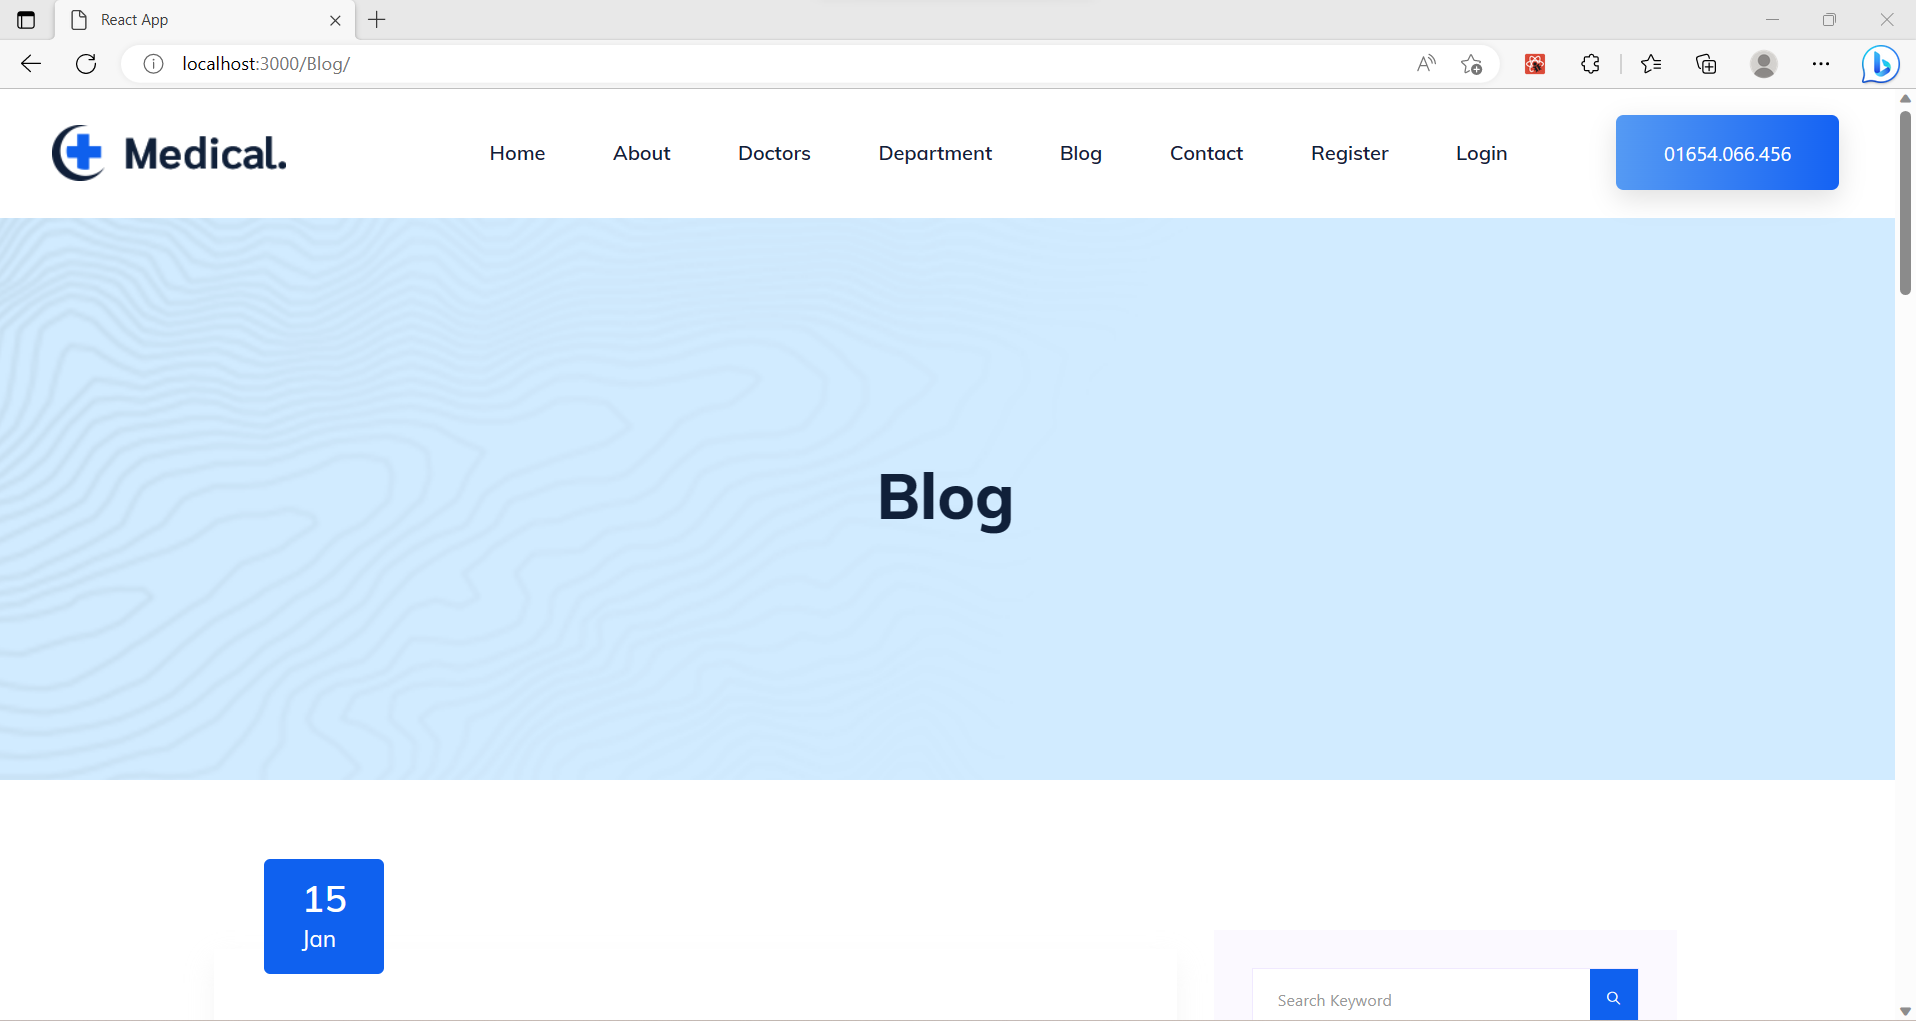 React App
localhost:3000/Blog/
Medical.
Home About Doctors Department Blog Contact Register Login
01654.066.456
Blog
15
Jan
Search Keyword